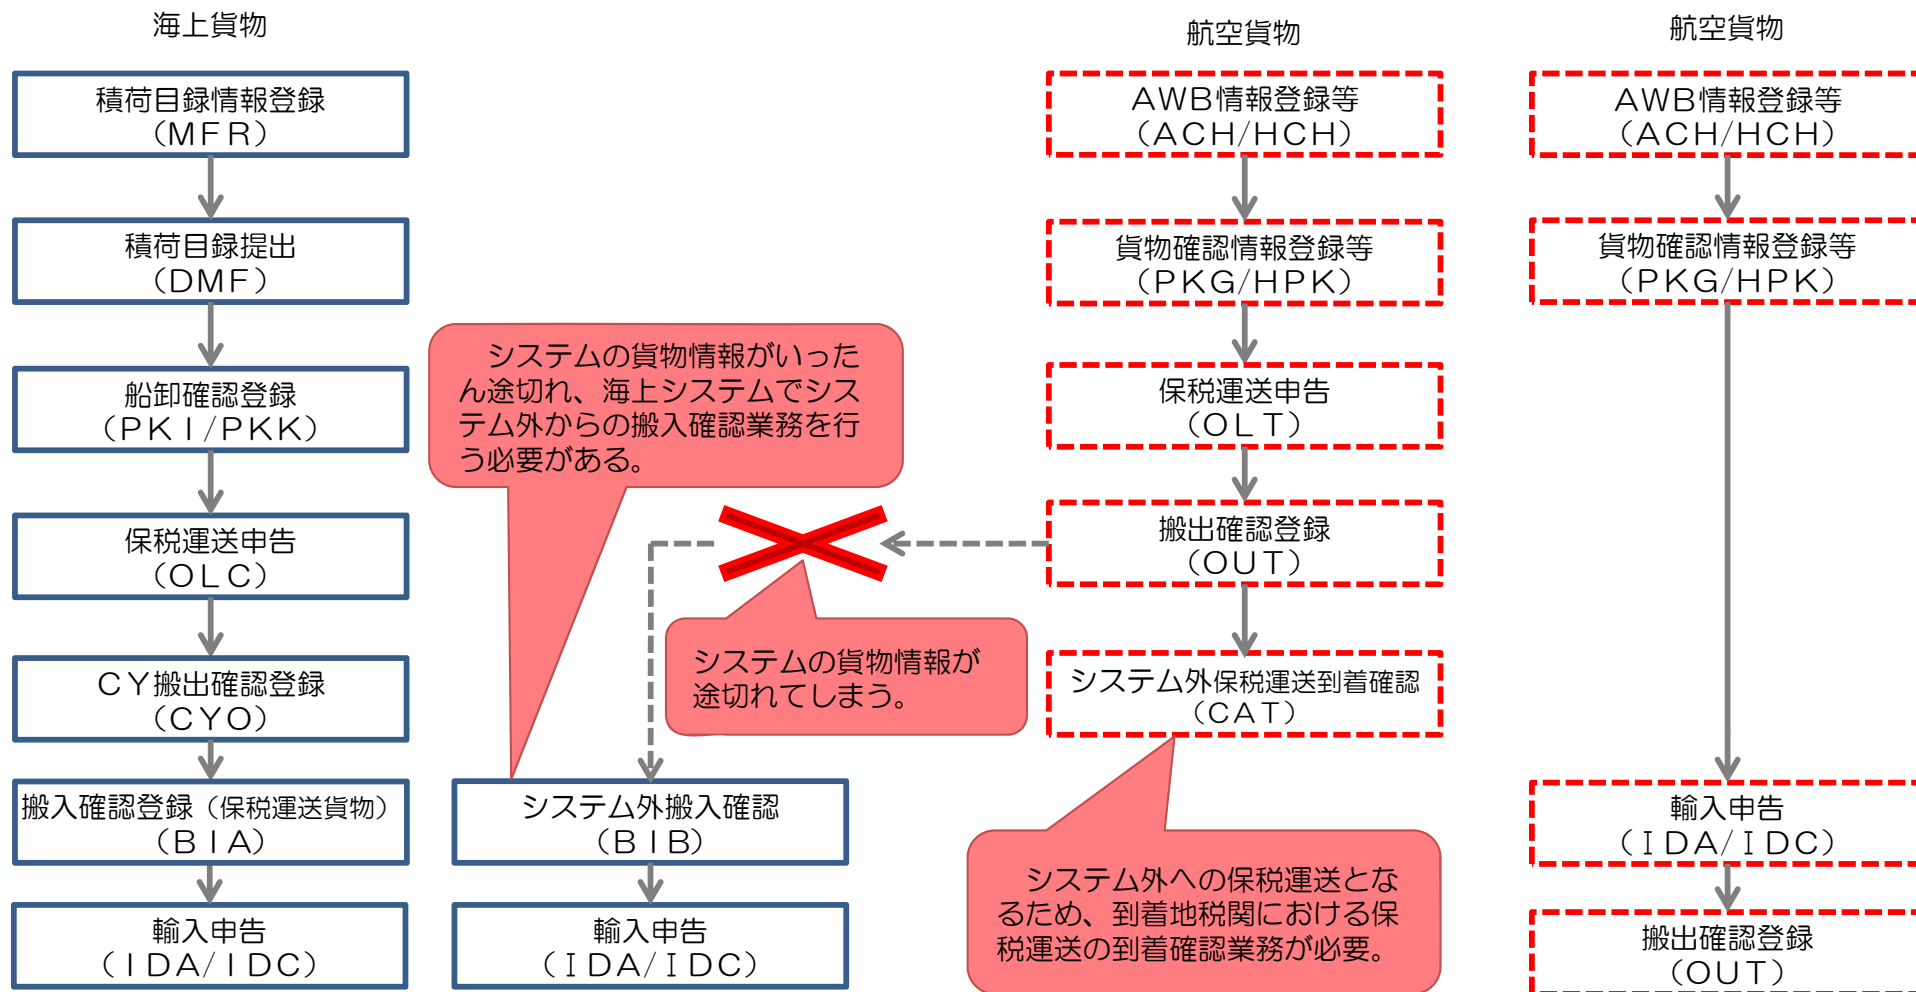 海上貨物
積荷目録情報登録
（ＭＦＲ）
積荷目録提出
（ＤＭＦ）
船卸確認登録
（ＰＫＩ/ＰＫＫ）
保税運送申告
（ＯＬＣ）
ＣＹ搬出確認登録
（ＣＹＯ）
搬入確認登録（保税運送貨物）
（ＢＩＡ）
輸入申告
（ＩＤＡ/ＩＤＣ）
システムの貨物情報がいった
ん途切れ、海上システムでシス
テム外からの搬入確認業務を行
う必要がある。
システムの貨物情報が
途切れてしまう。
システム外搬入確認
（ＢＩＢ）
輸入申告
（ＩＤＡ/ＩＤＣ）
航空貨物
ＡＷＢ情報登録等
（ＡＣＨ/ＨＣＨ）
貨物確認情報登録等
（ＰＫＧ/ＨＰＫ）
保税運送申告
（ＯＬＴ）
搬出確認登録
（ＯＵＴ）
システム外保税運送到着確認
（ＣＡＴ）
システム外への保税運送とな
るため、到着地税関における保
税運送の到着確認業務が必要。
航空貨物
ＡＷＢ情報登録等
（ＡＣＨ/ＨＣＨ）
貨物確認情報登録等
（ＰＫＧ/ＨＰＫ）
輸入申告
（ＩＤＡ/ＩＤＣ）
搬出確認登録
（ＯＵＴ）